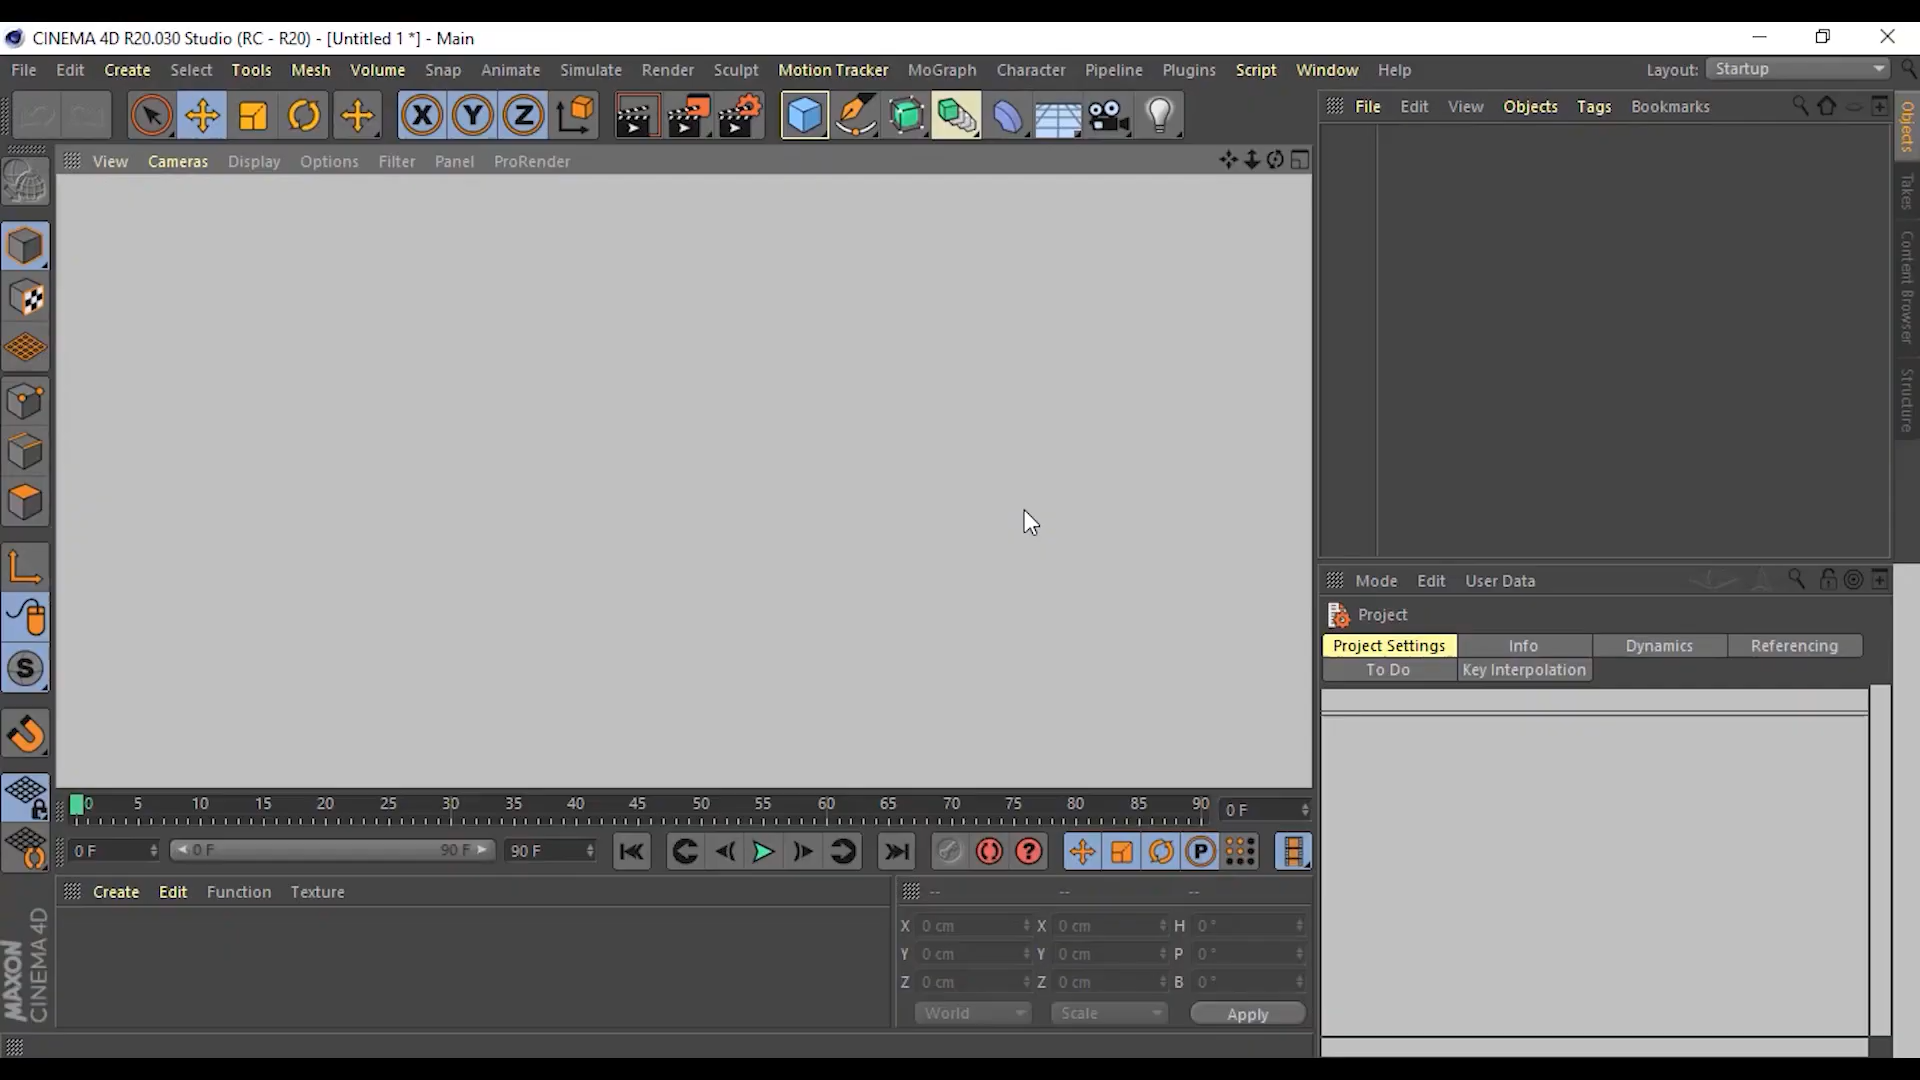 CINEMA 4D R20.030 Studio (RC - R20) - [Untitled 1 *] - Main
File Edit Create Select Tools Mesh Volume Snap Animate Simulate Render Sculpt Motion Tracker MoGraph Character Pipeline Plugins Script Window Help Layout: Startup
X Y Z
File Edit View Objects Tags Bookmarks
Objects
Takes
Content Browser
Structure
View Cameras Display Options Filter Panel ProRender
S
Mode Edit User Data
Project
Project Settings Info Dynamics Referencing
To Do Key Interpolation
0 5 10 15 20 25 30 35 40 45 50 55 60 65 70 75 80 85 90 0 F
0 F 0 F 90 F 90 F ? P
Create Edit Function Texture
-- -- --
X 0 cm X 0 cm H 0 °
Y 0 cm Y 0 cm P 0 °
Z 0 cm Z 0 cm B 0 °
World Scale Apply
MAXON
CINEMA 4D